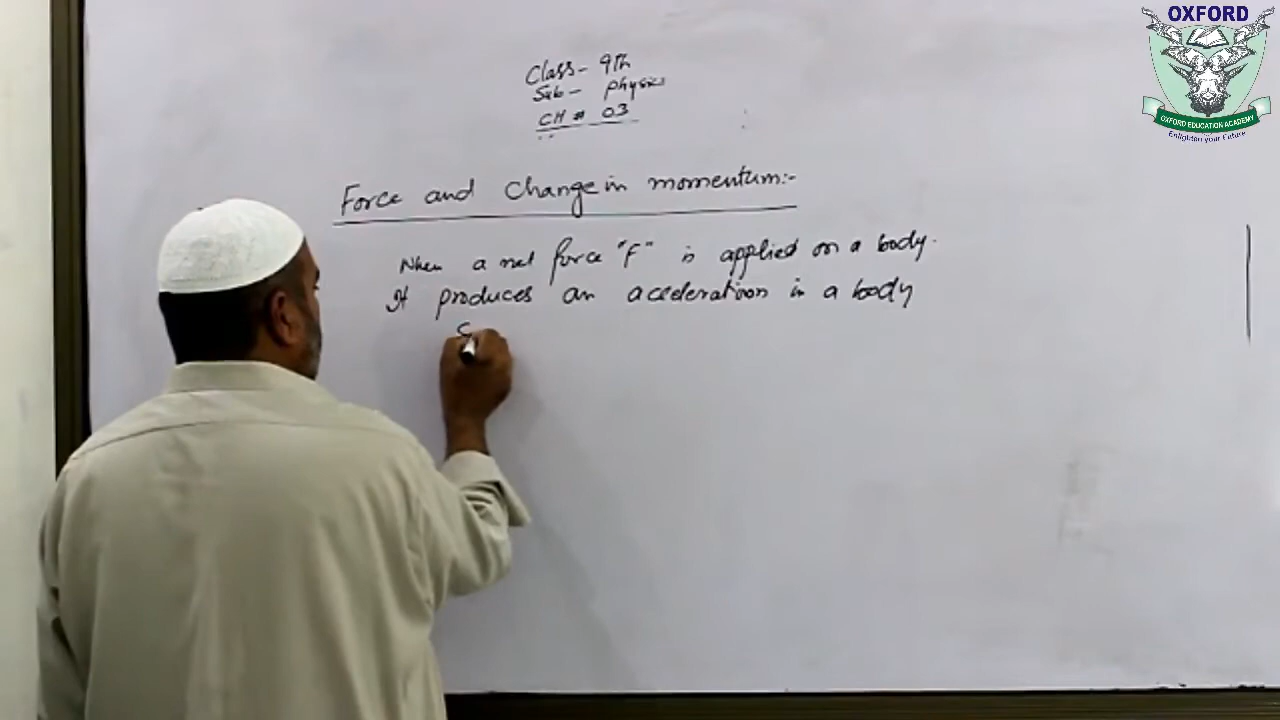 Class - 9th
Sub - Physics
CH # 03
Force and Change in momentum:-
When a net force "F" is applied on a body.
It produces an acceleration in a body
OXFORD
OXFORD EDUCATION ACADEMY
Enlighten your Future